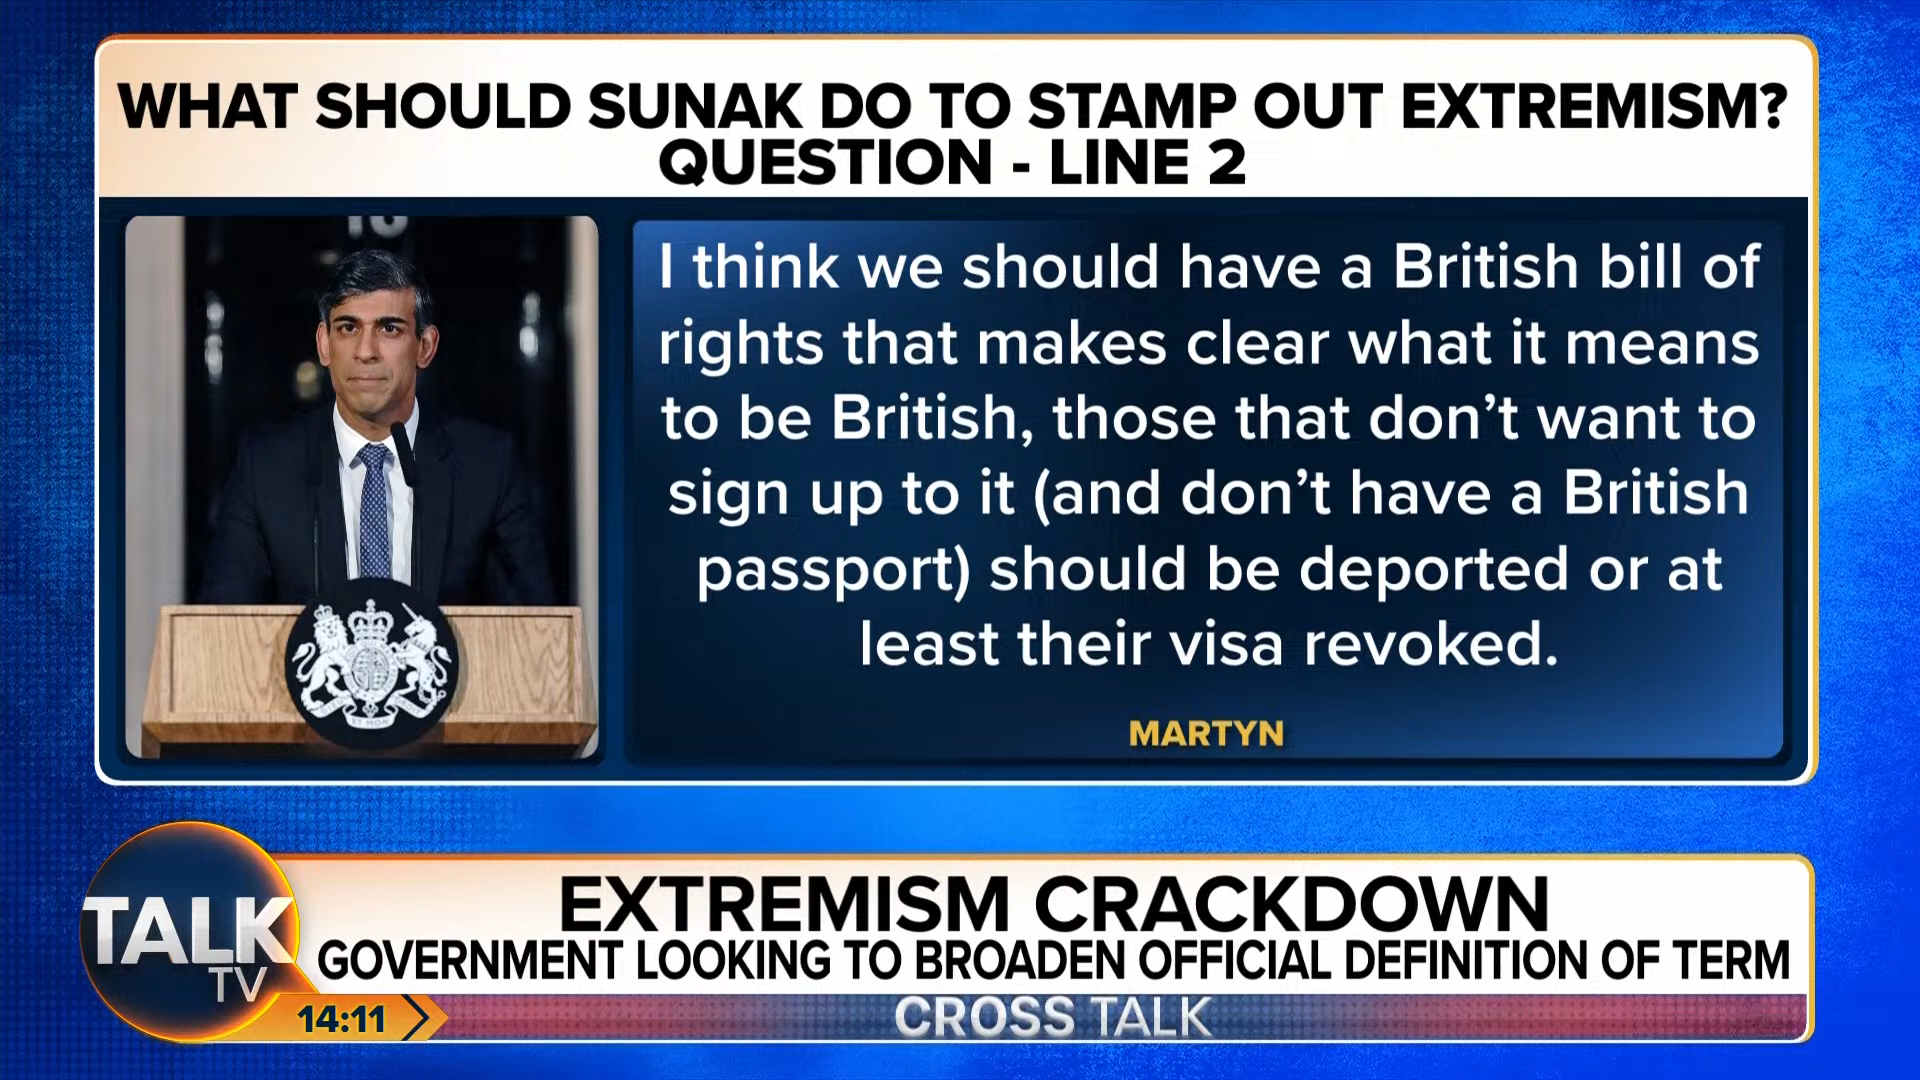 WHAT SHOULD SUNAK DO TO STAMP OUT EXTREMISM?
QUESTION - LINE 2
I think we should have a British bill of
rights that makes clear what it means
to be British, those that don’t want to
sign up to it (and don’t have a British
passport) should be deported or at
least their visa revoked.
MARTYN
EXTREMISM CRACKDOWN
GOVERNMENT LOOKING TO BROADEN OFFICIAL DEFINITION OF TERM
TALK
TV
14:11
CROSS TALK